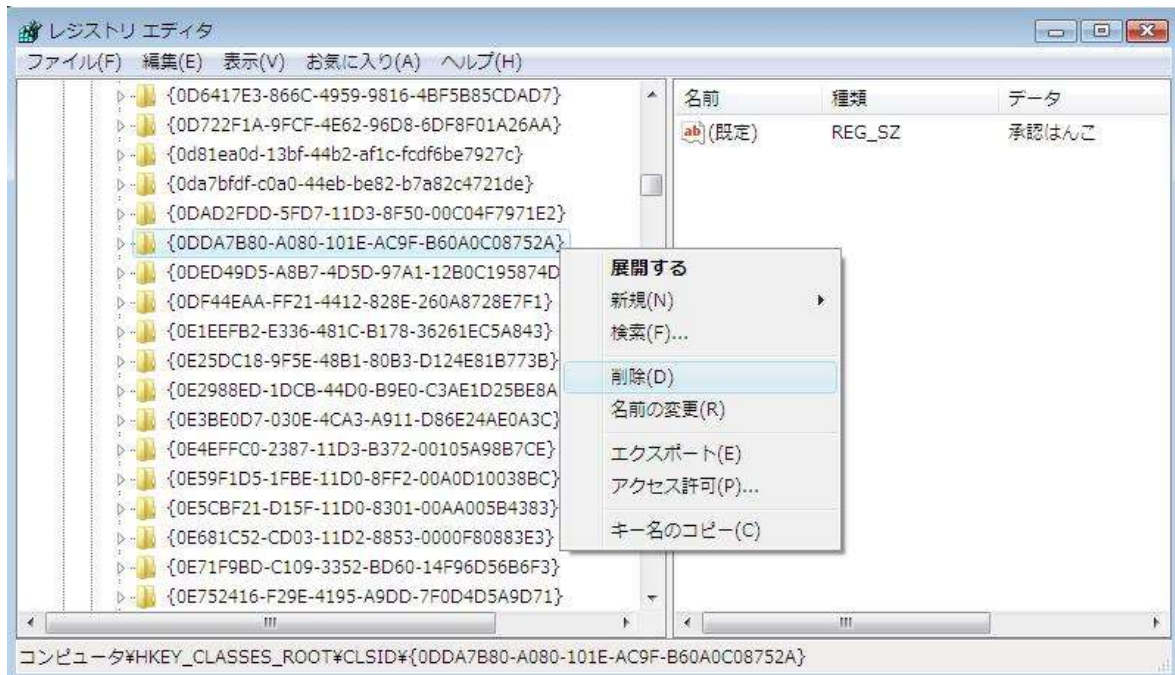 レジストリ エディタ
ファイル(F) 編集(E) 表示(V) お気に入り(A) ヘルプ(H)
{0D6417E3-866C-4959-9816-4BF5B85CDAD7}
{0D722F1A-9FCF-4E62-96D8-6DF8F01A26AA}
{0d81ea0d-13bf-44b2-af1c-fcdf6be7927c}
{0da7bfdf-c0a0-44eb-be82-b7a82c4721de}
{0DAD2FDD-5FD7-11D3-8F50-00C04F7971E2}
{0DDA7B80-A080-101E-AC9F-B60A0C08752A}
{0DED49D5-A8B7-4D5D-97A1-12B0C195874D
{0DF44EAA-FF21-4412-828E-260A8728E7F1}
{0E1EEFB2-E336-481C-B178-36261EC5A843}
{0E25DC18-9F5E-48B1-80B3-D124E81B773B}
{0E2988ED-1DCB-44D0-B9E0-C3AE1D25BE8A
{0E3BE0D7-030E-4CA3-A911-D86E24AE0A3C}
{0E4EFFC0-2387-11D3-B372-00105A98B7CE}
{0E59F1D5-1FBE-11D0-8FF2-00A0D10038BC}
{0E5CBF21-D15F-11D0-8301-00AA005B4383}
{0E681C52-CD03-11D2-8853-0000F80883E3}
{0E71F9BD-C109-3352-BD60-14F96D56B6F3}
{0E752416-F29E-4195-A9DD-7F0D4D5A9D71}
名前 種類 データ
ab (既定) REG_SZ 承認はんこ
展開する
新規(N)
検索(F)...
削除(D)
名前の変更(R)
エクスポート(E)
アクセス許可(P)...
キー名のコピー(C)
コンピュータ¥HKEY_CLASSES_ROOT¥CLSID¥{0DDA7B80-A080-101E-AC9F-B60A0C08752A}